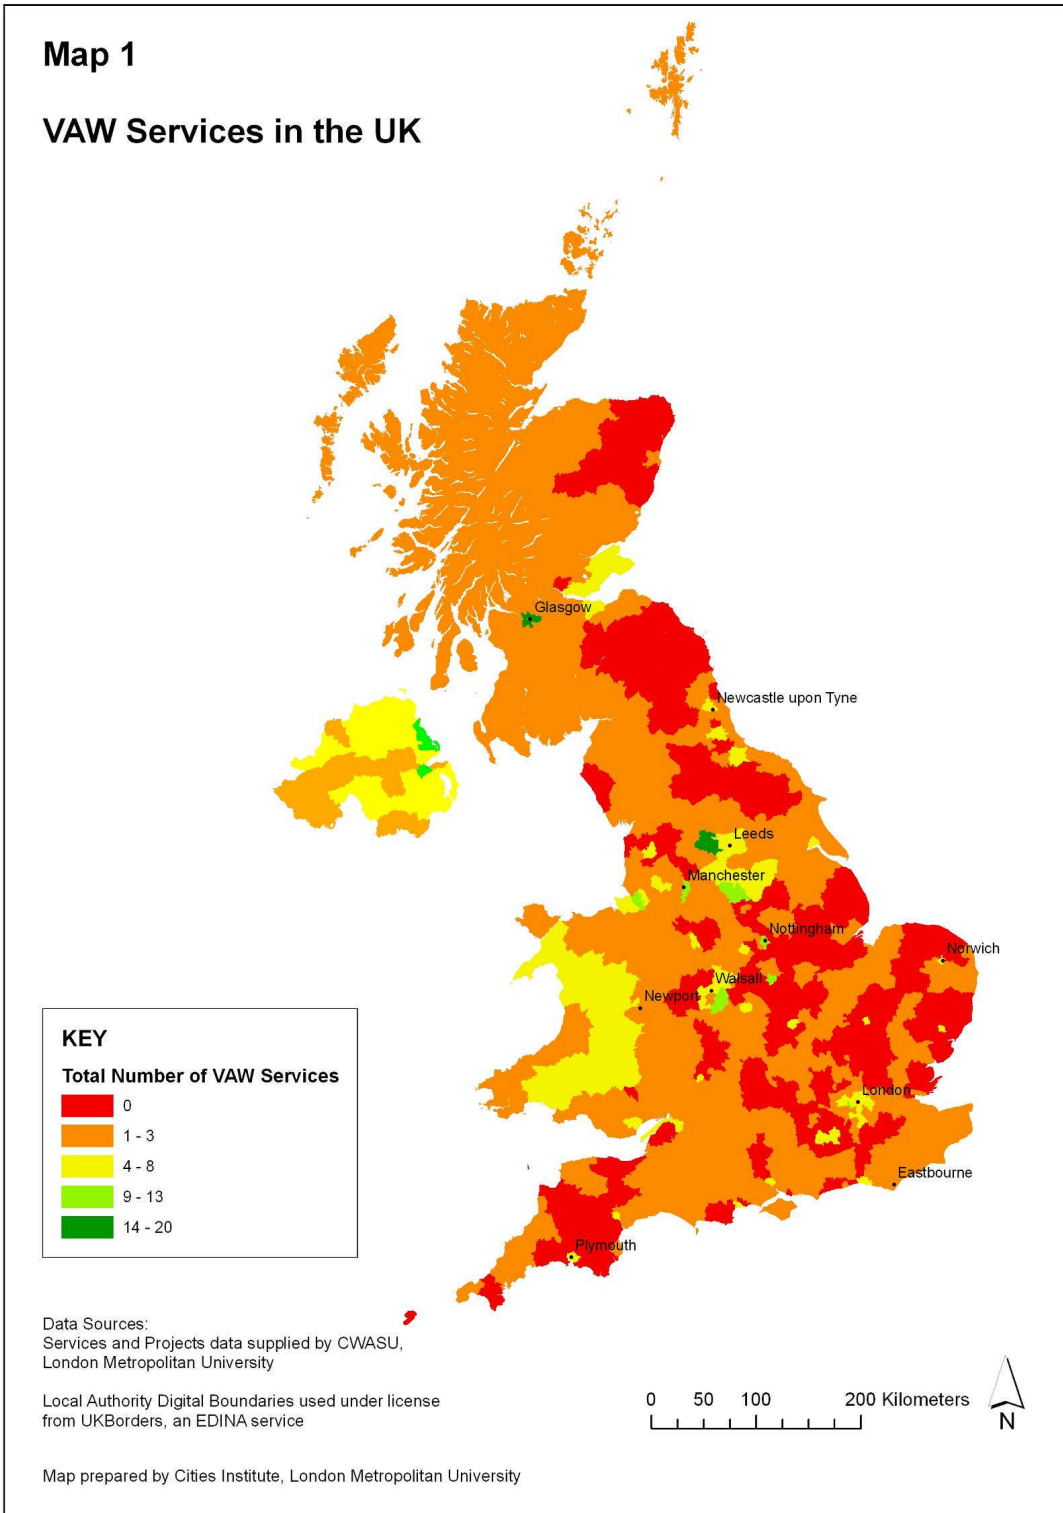 Map 1
VAW Services in the UK
Glasgow
Newcastle upon Tyne
Leeds
Manchester
Nottingham
Norwich
Walsall
Newport
London
Eastbourne
Plymouth
KEY
Total Number of VAW Services
0
1 - 3
4 - 8
9 - 13
14 - 20
Data Sources:
Services and Projects data supplied by CWASU,
London Metropolitan University
Local Authority Digital Boundaries used under license
from UKBorders, an EDINA service
Map prepared by Cities Institute, London Metropolitan University
0 50 100 200 Kilometers
N